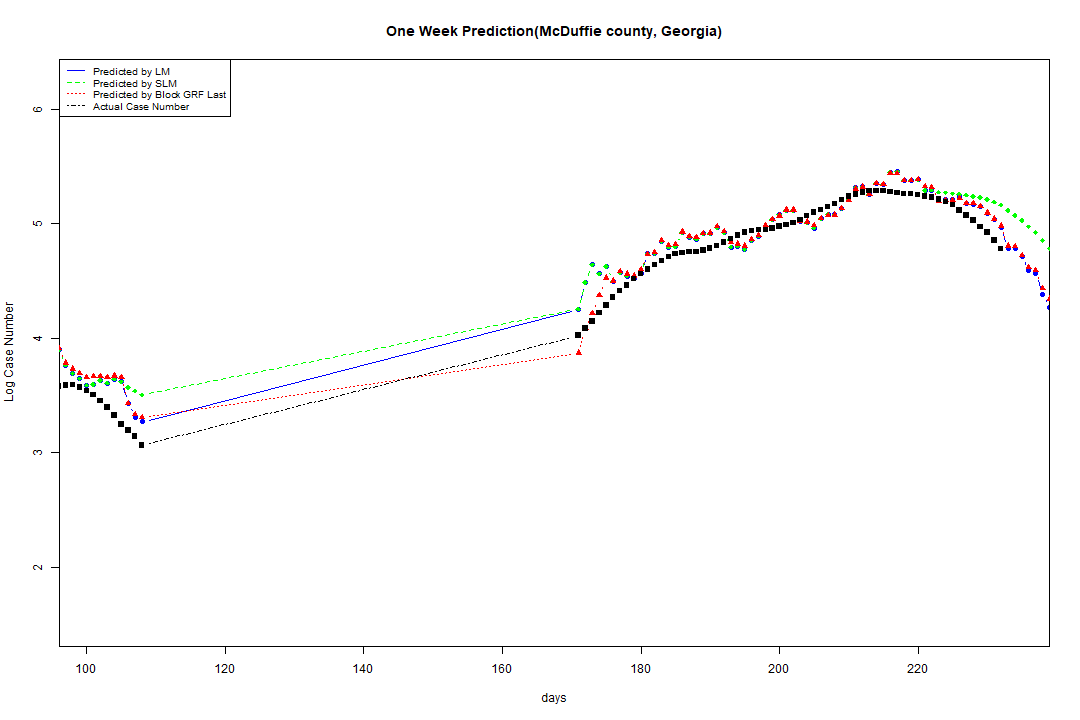 One Week Prediction(McDuffie county, Georgia)
Predicted by LM
Predicted by SLM
Predicted by Block GRF Last
Actual Case Number
6
5
4
3
2
Log Case Number
100 120 140 160 180 200 220
days